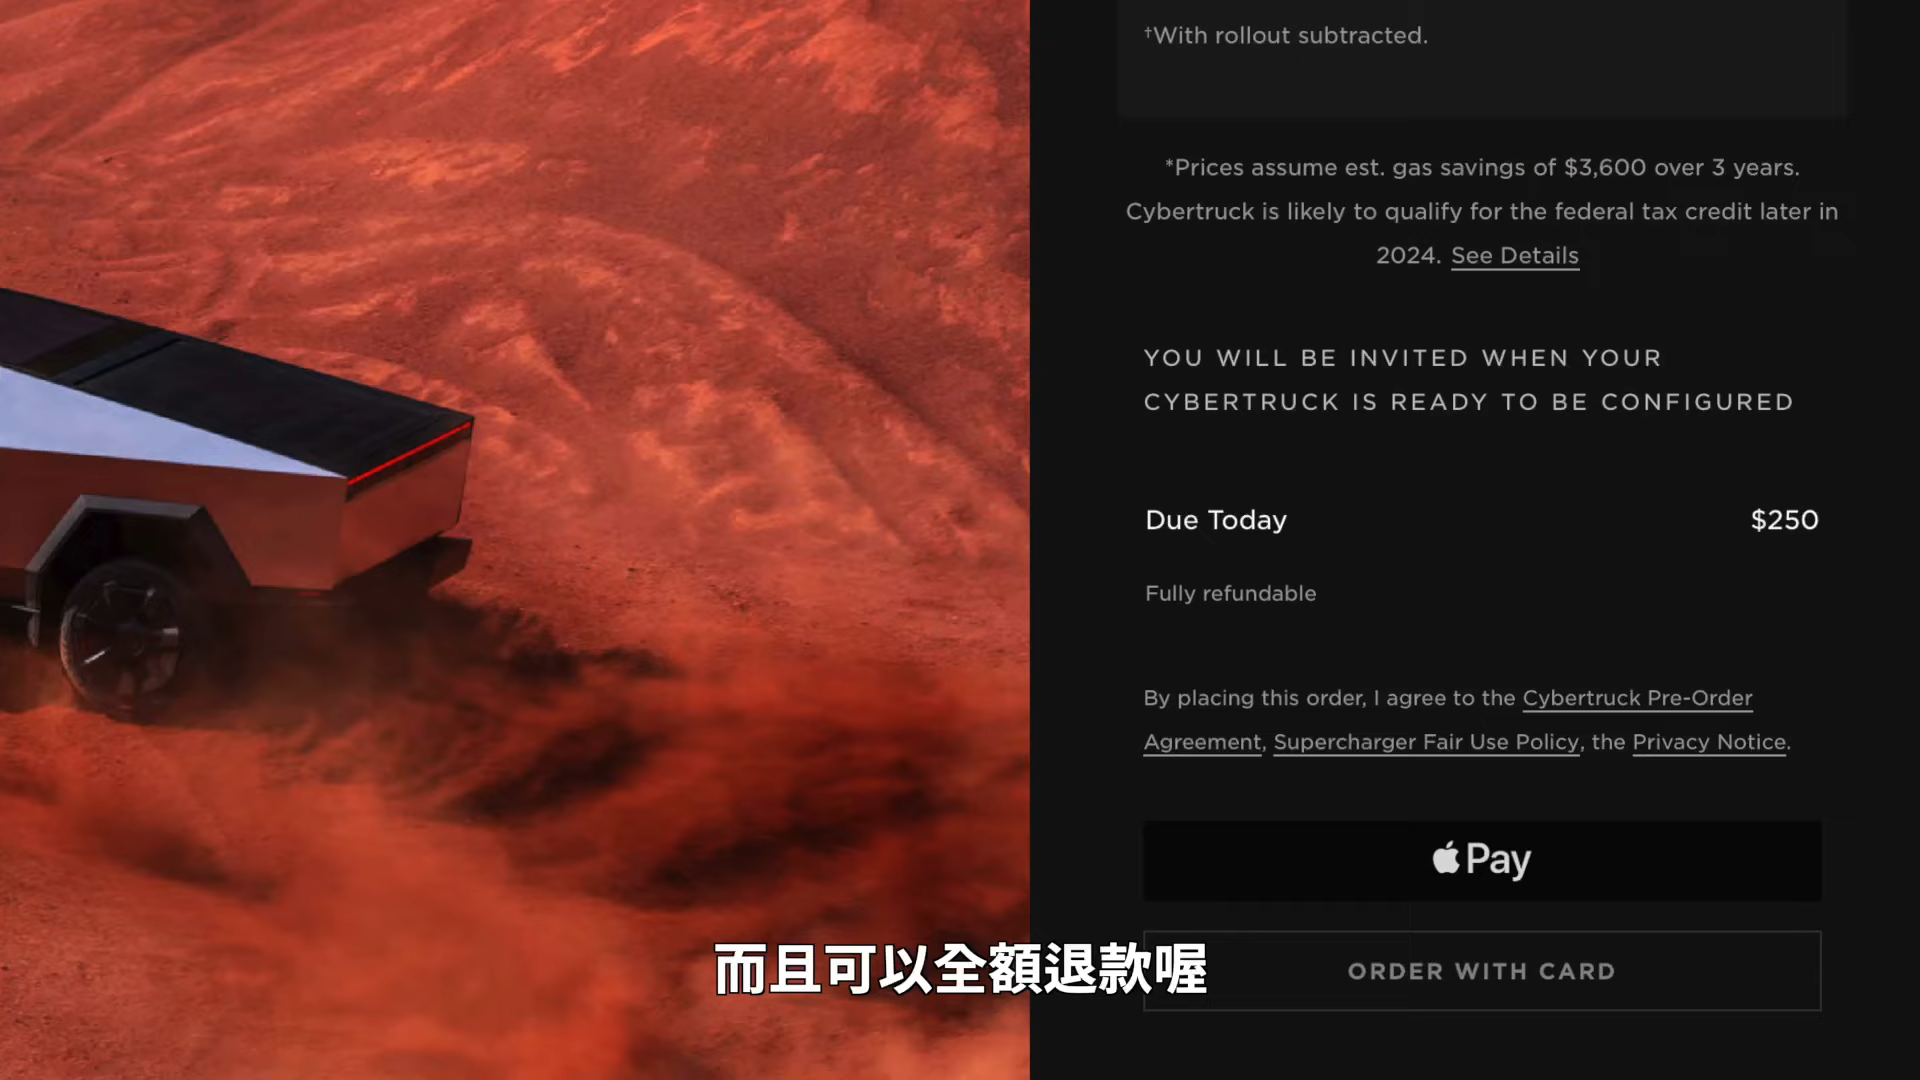 †With rollout subtracted.
*Prices assume est. gas savings of $3,600 over 3 years.
Cybertruck is likely to qualify for the federal tax credit later in
2024. See Details
YOU WILL BE INVITED WHEN YOUR
CYBERTRUCK IS READY TO BE CONFIGURED
Due Today $250
Fully refundable
By placing this order, I agree to the Cybertruck Pre-Order
Agreement, Supercharger Fair Use Policy, the Privacy Notice.
Pay
ORDER WITH CARD
而且可以全額退款喔